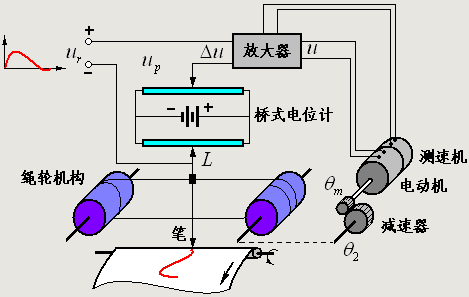 +
u_r
−
u_p
Δu
放大器
u
− +
桥式电位计
L
测速机
电动机
绳轮机构
θ_m
减速器
笔
θ_2